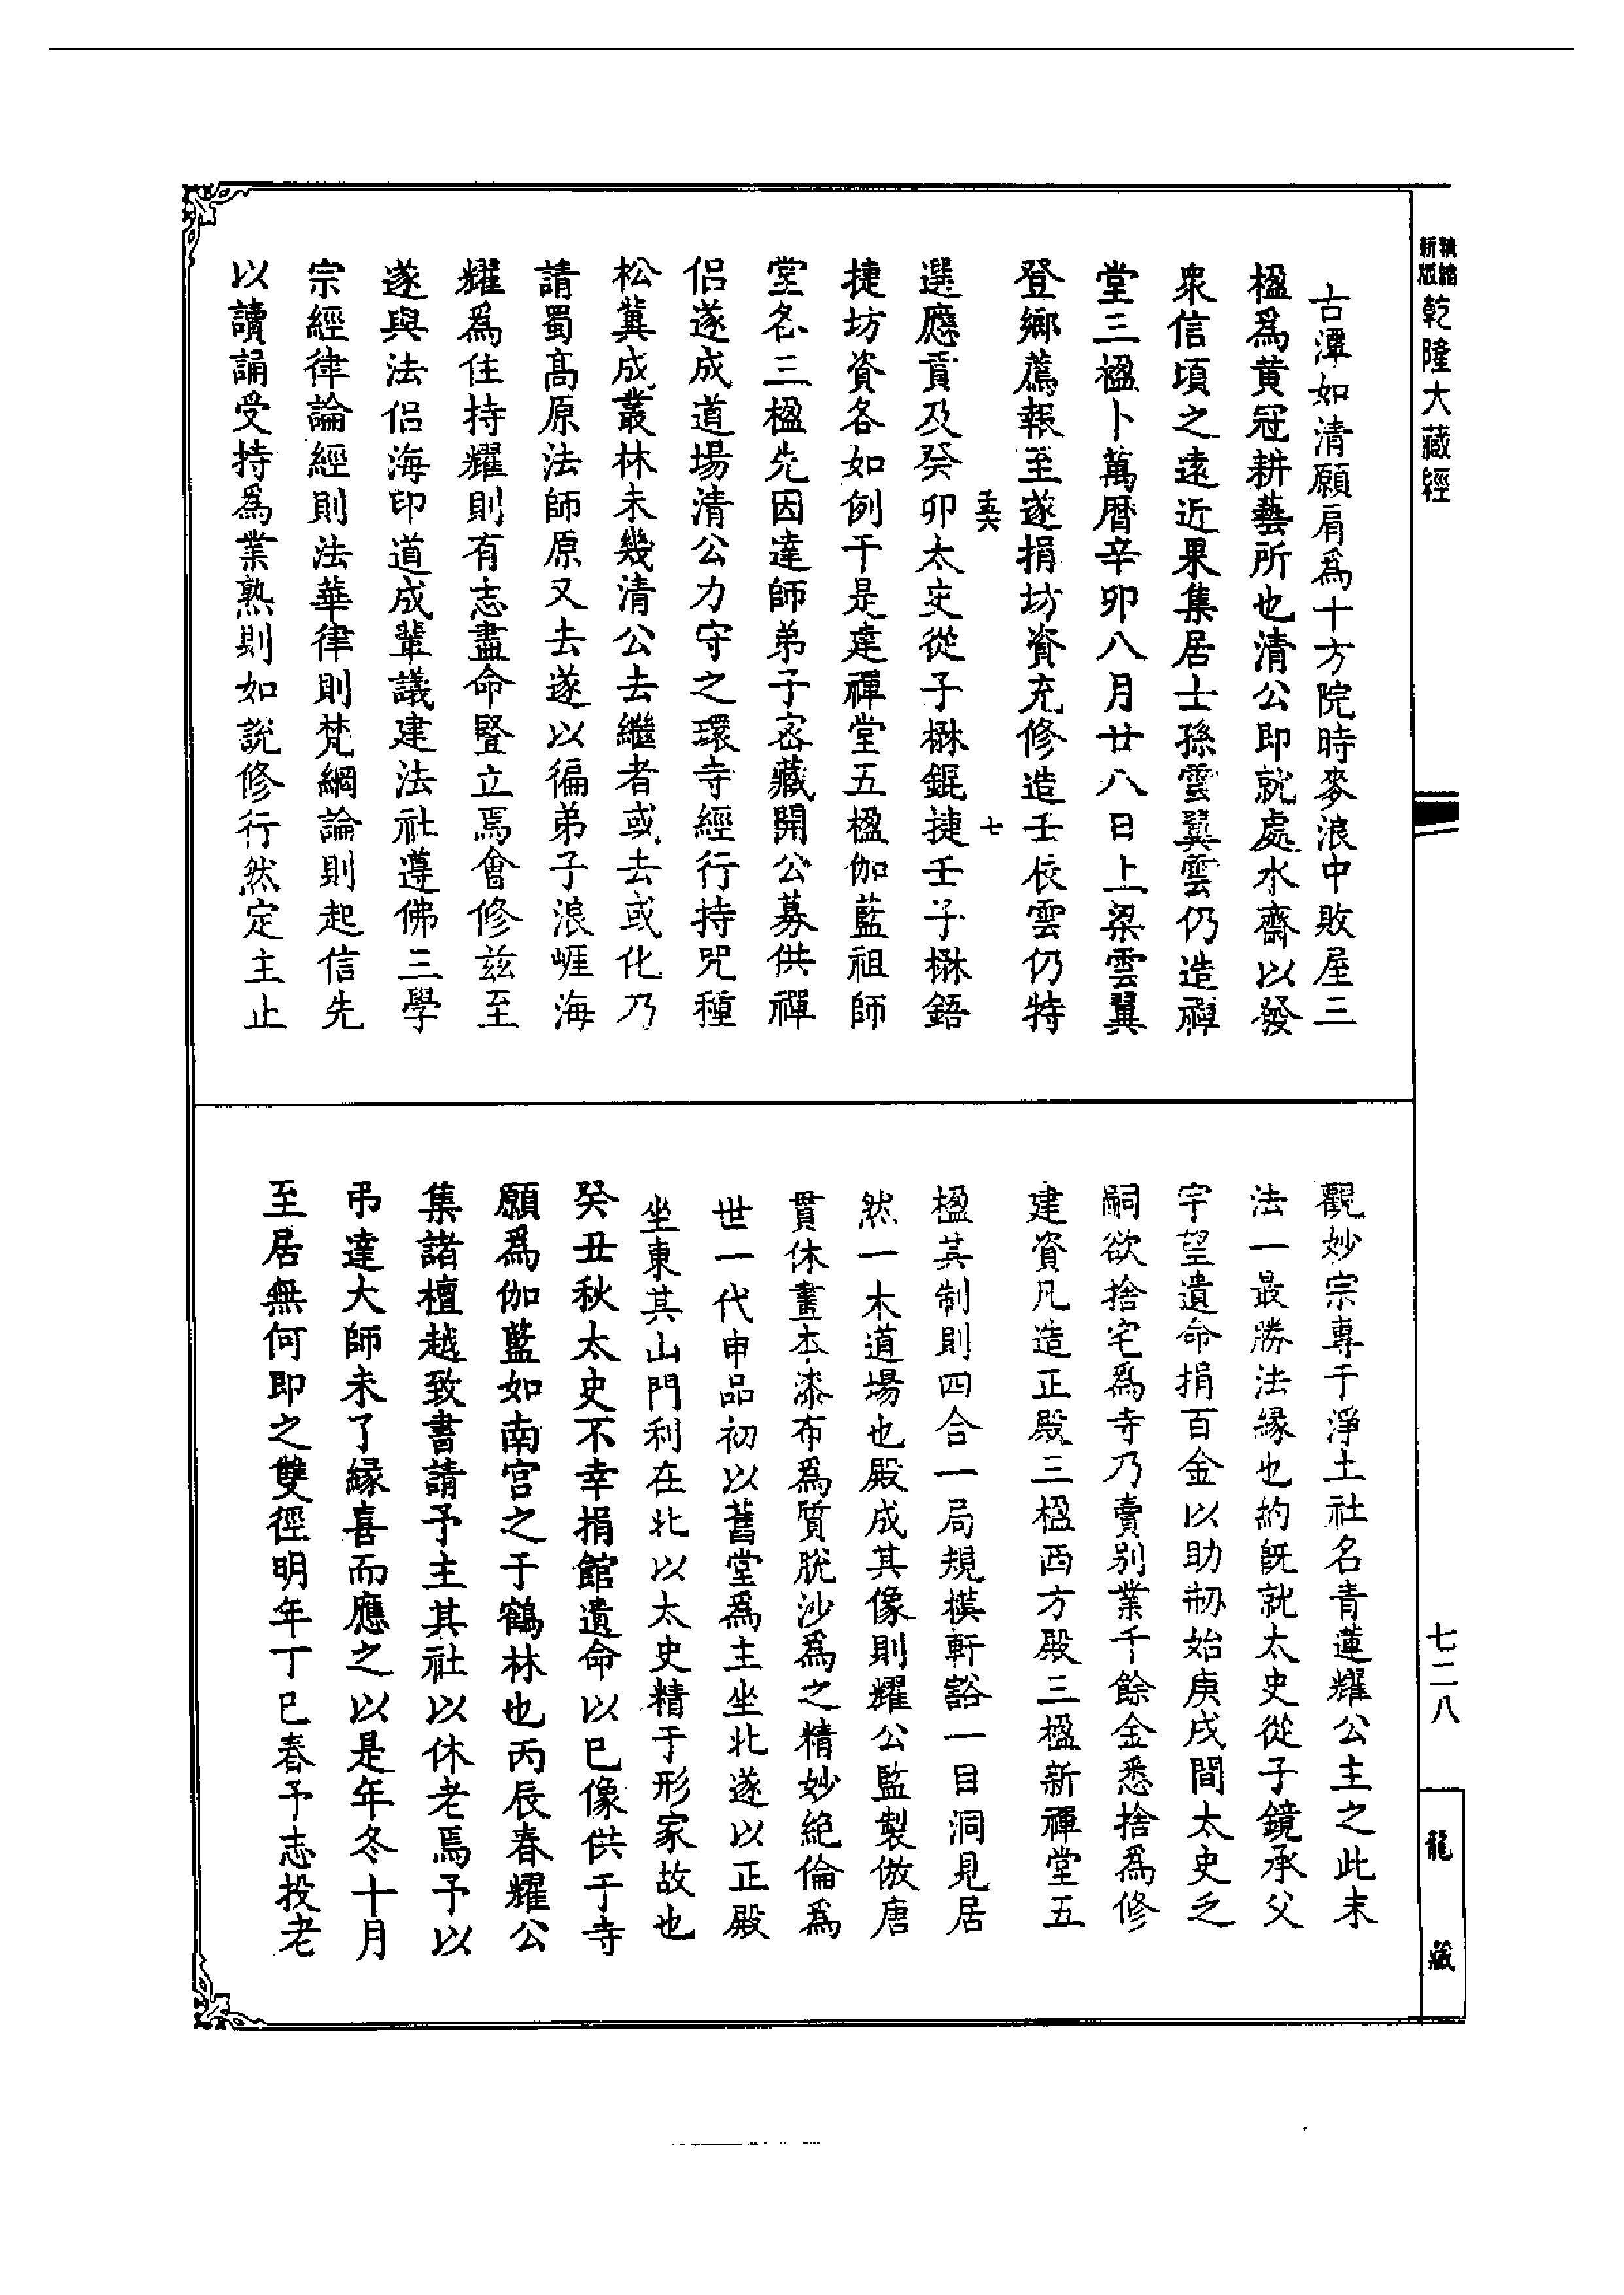 精縮新版
乾隆大藏經
古潭如清願肩爲十方院時麥浪中敗屋三
楹爲黃冠耕藝所也清公即就處水齋以發
衆信頃之遠近果集居士孫雲翼雲仍造禪
堂三楹卜萬曆辛卯八月廿八日上梁雲翼
登鄉薦報至遂捐坊資充修造壬辰雲仍特
選應貢及癸卯太史從子楙錕捷壬子楙鋙
捷坊資各如例于是建禪堂五楹伽藍祖師
堂各三楹先因達師弟子密藏開公募供禪
侶遂成道場清公力守之環寺經行持咒種
松冀成叢林未幾清公去繼者或去或化乃
請蜀高原法師原又去遂以徧弟子浪崕海
耀爲住持耀則有志盡命竪立焉會修兹至
遂與法侶海印道成輩議建法社遵佛三學
宗經律論經則法華律則梵網論則起信先
以讀誦受持爲業熟則如說修行然定主止
七
觀妙宗專于淨土社名青蓮耀公主之此末
法一最勝法緣也約既就太史從子鏡承父
宇望遺命捐百金以助刱始庚戌間太史乏
嗣欲捨宅爲寺乃賣別業千餘金悉捨爲修
建資凡造正殿三楹西方殿三楹新禪堂五
楹其制則四合一局規模軒豁一目洞見居
然一木道場也殿成其像則耀公監製倣唐
貫休畫本漆布爲質脫沙爲之精妙絶倫爲
世一代申品初以舊堂爲主坐北遂以正殿
坐東其山門利在北以太史精于形家故也
癸丑秋太史不幸捐館遺命以已像供于寺
願爲伽藍如南宮之于鶴林也丙辰春耀公
集諸檀越致書請予主其社以休老焉予以
弔達大師未了緣喜而應之以是年冬十月
至居無何即之雙徑明年丁巳春予志投老
七二八
龍藏